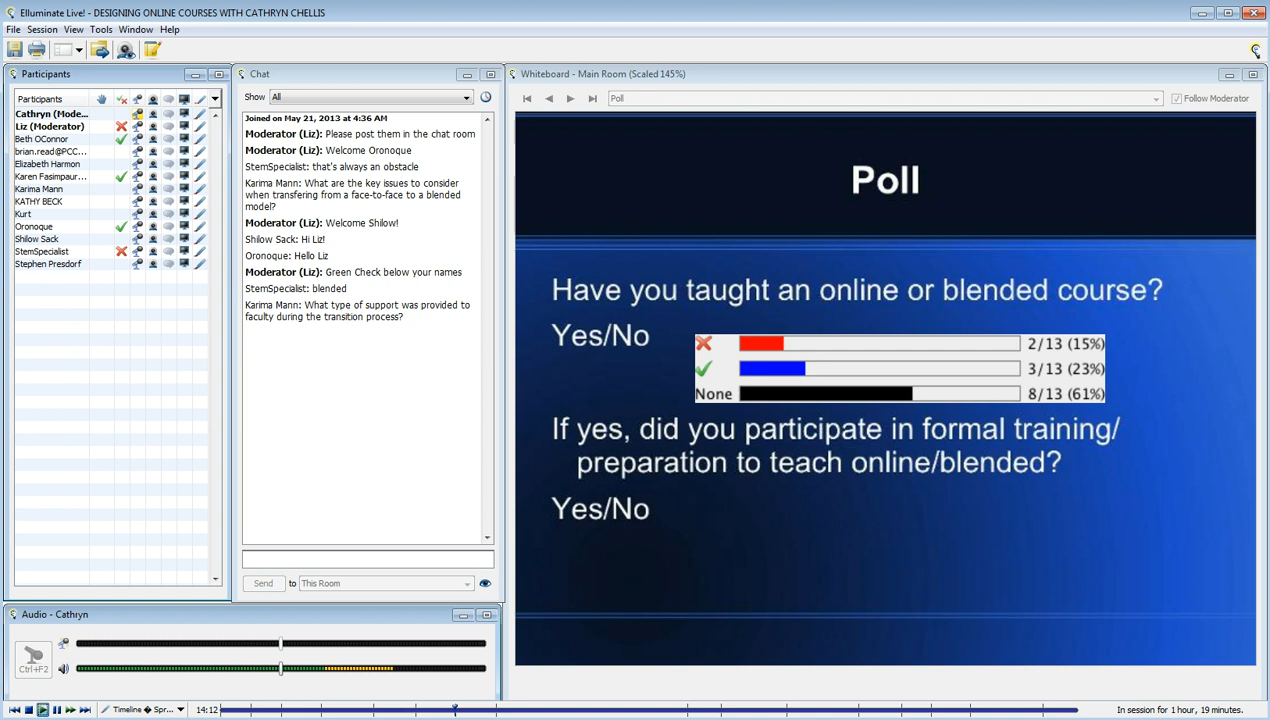 Elluminate Live! - DESIGNING ONLINE COURSES WITH CATHRYN CHELLIS
File Session View Tools Window Help
Participants
Participants
Cathryn (Mode...
Liz (Moderator)
Beth OConnor
brian.read@PCC...
Elizabeth Harmon
Karen Fasimpaur...
Karima Mann
KATHY BECK
Kurt
Oronoque
Shilow Sack
StemSpecialist
Stephen Presdorf
Chat
Show All
Joined on May 21, 2013 at 4:36 AM
Moderator (Liz): Please post them in the chat room
Moderator (Liz): Welcome Oronoque
StemSpecialist: that's always an obstacle
Karima Mann: What are the key issues to consider
when transfering from a face-to-face to a blended
model?
Moderator (Liz): Welcome Shilow!
Shilow Sack: Hi Liz!
Oronoque: Hello Liz
Moderator (Liz): Green Check below your names
StemSpecialist: blended
Karima Mann: What type of support was provided to
faculty during the transition process?
Send to This Room
Whiteboard - Main Room (Scaled 145%)
Poll
Follow Moderator
Poll
Have you taught an online or blended course?
Yes/No
2/13 (15%)
3/13 (23%)
None 8/13 (61%)
If yes, did you participate in formal training/
preparation to teach online/blended?
Yes/No
Audio - Cathryn
Ctrl+F2
Timeline � Spr...
14:12
In session for 1 hour, 19 minutes.